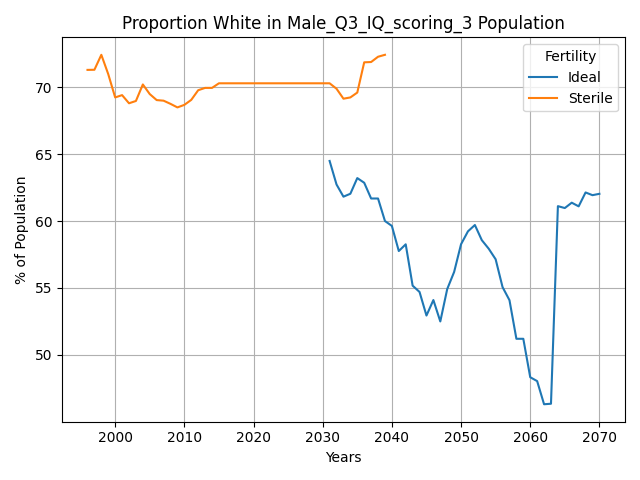 Proportion White in Male_Q3_IQ_scoring_3 Population
Fertility
Ideal
Sterile
% of Population
70
65
60
55
50
2000 2010 2020 2030 2040 2050 2060 2070
Years